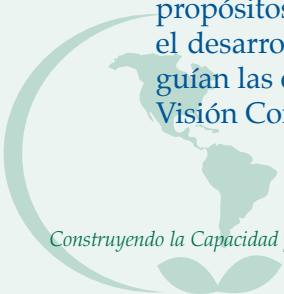 propósitos
el desarro
guían las
Visión Co
Construyendo la Capacidad